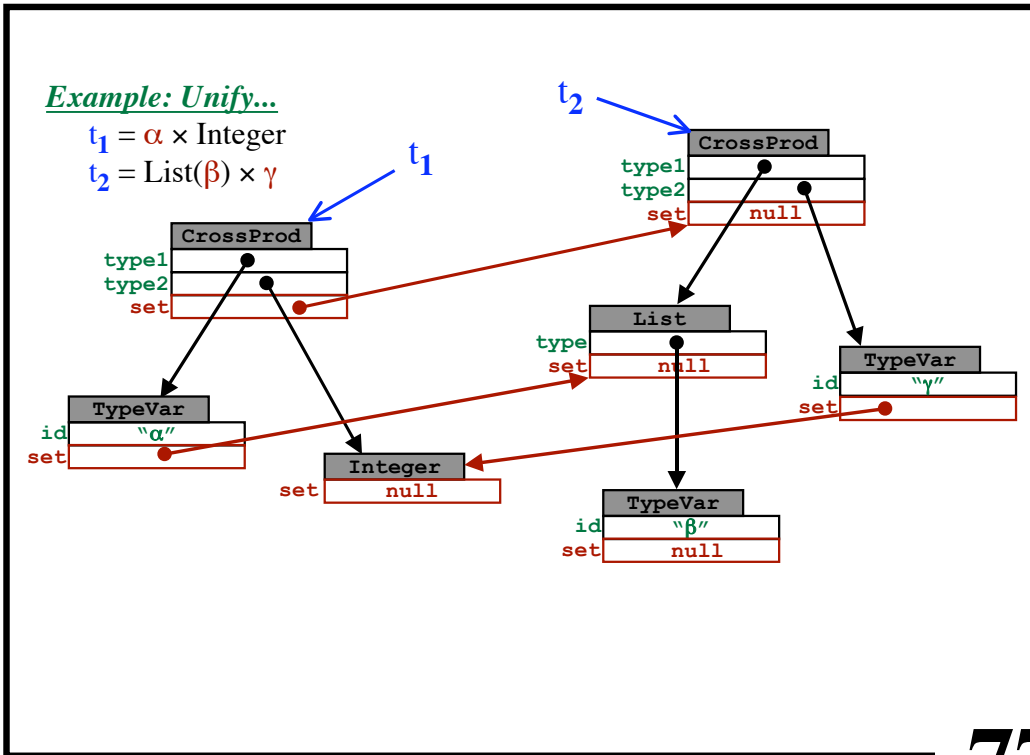 Example: Unify...
t1 = α × Integer
t2 = List(β) × γ
t1
t2
CrossProd
type1
type2
set
CrossProd
type1
type2
set null
TypeVar
id "α"
set
Integer
set null
List
type
set null
TypeVar
id "γ"
set
TypeVar
id "β"
set null